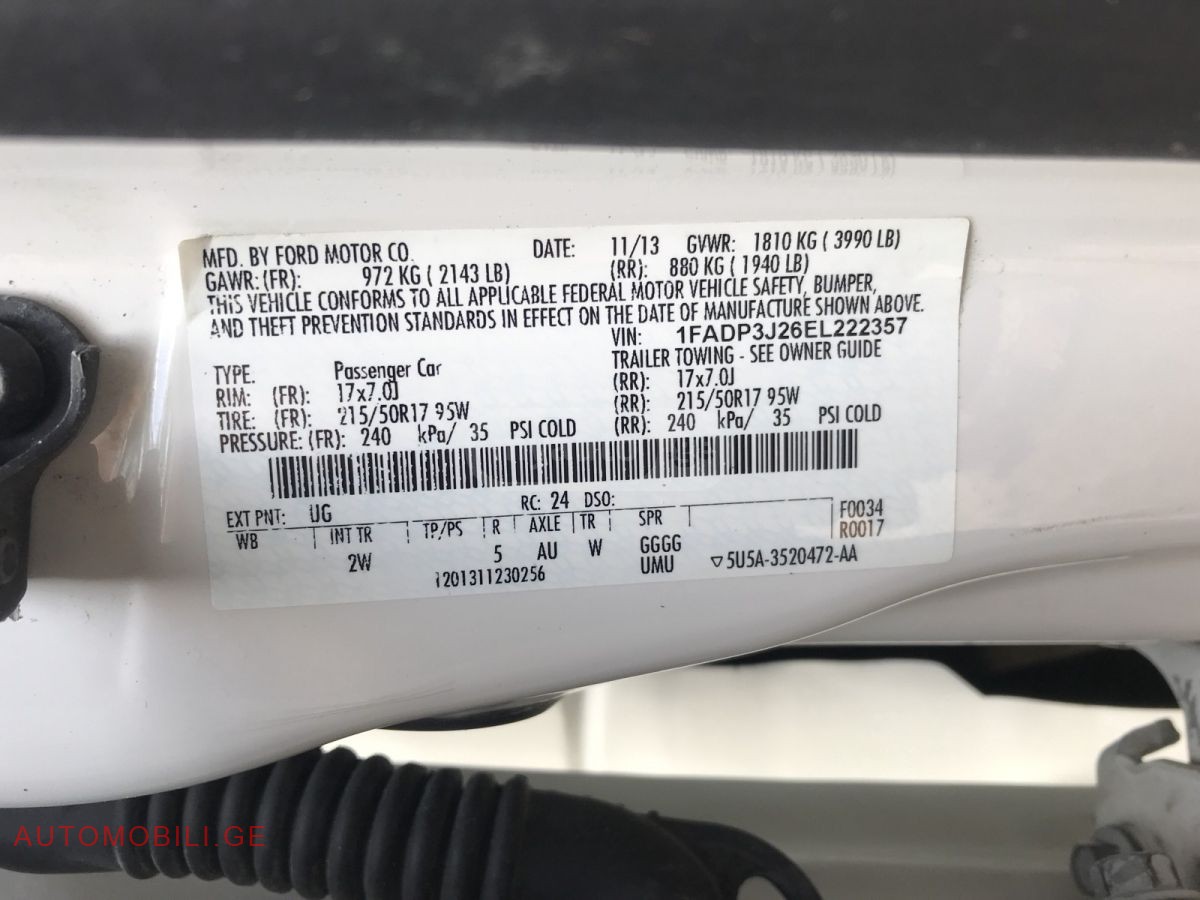 MFD. BY FORD MOTOR CO. DATE: 11/13 GVWR: 1810 KG ( 3990 LB)
GAWR: (FR): 972 KG ( 2143 LB) (RR): 880 KG ( 1940 LB)
THIS VEHICLE CONFORMS TO ALL APPLICABLE FEDERAL MOTOR VEHICLE SAFETY, BUMPER,
AND THEFT PREVENTION STANDARDS IN EFFECT ON THE DATE OF MANUFACTURE SHOWN ABOVE.
VIN: 1FADP3J26EL222357
TRAILER TOWING - SEE OWNER GUIDE
TYPE. Passenger Car
RIM: (FR): 17x7.0J (RR): 17x7.0J
TIRE: (FR): 215/50R17 95W (RR): 215/50R17 95W
PRESSURE: (FR): 240 kPa/ 35 PSI COLD (RR): 240 kPa/ 35 PSI COLD
EXT PNT: UG RC: 24 DSO: F0034
WB INT TR TP/PS R AXLE TR SPR R0017
2W 5 AU W GGGG
1201311230256 UMU ▽5U5A-3520472-AA
AUTOMOBILI.GE